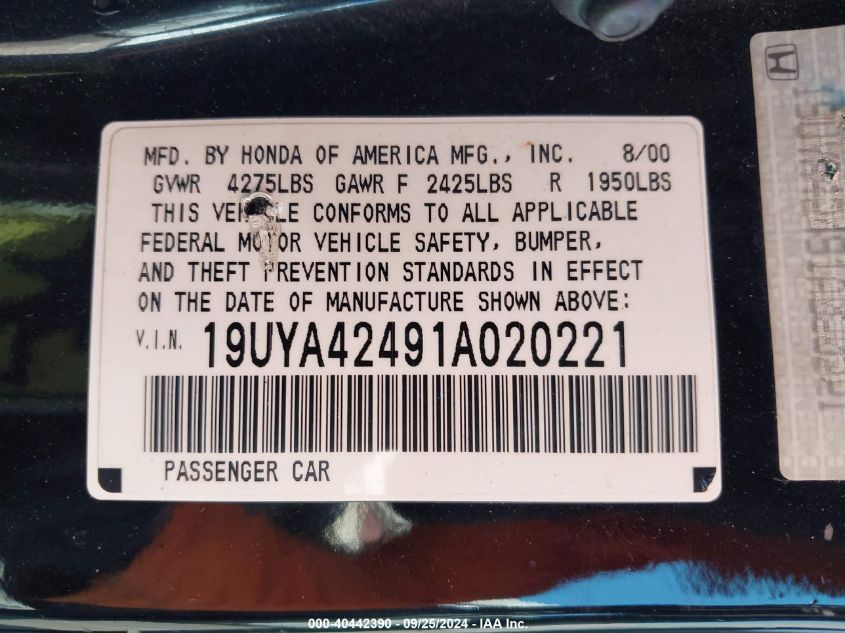 MFD. BY HONDA OF AMERICA MFG., INC. 8/00
GVWR 4275LBS GAWR F 2425LBS R 1950LBS
THIS VEHICLE CONFORMS TO ALL APPLICABLE
FEDERAL MOTOR VEHICLE SAFETY, BUMPER,
AND THEFT PREVENTION STANDARDS IN EFFECT
ON THE DATE OF MANUFACTURE SHOWN ABOVE:
V.I.N. 19UYA42491A020221
PASSENGER CAR
000-40442390 - 09/25/2024 - IAA Inc.